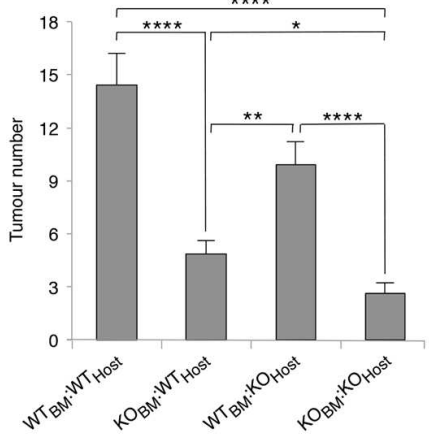 ****
****
*
**
****
18
15
12
9
6
3
0
Tumour number
WTBM:WTHost
KOBM:WTHost
WTBM:KOHost
KOBM:KOHost